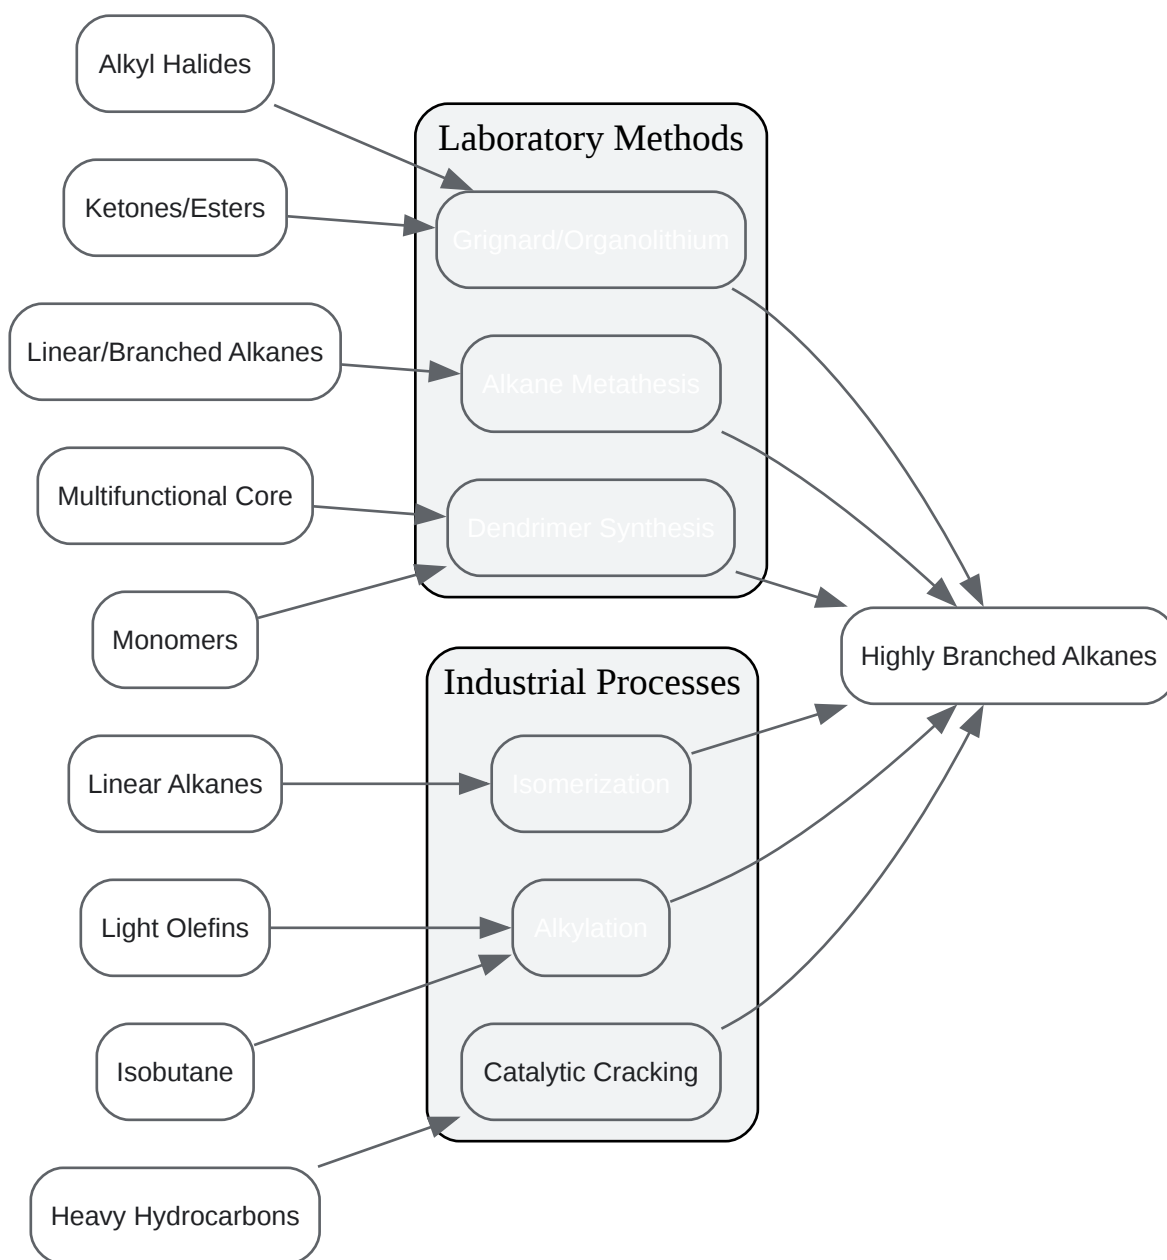 Alkyl Halides
Ketones/Esters
Linear/Branched Alkanes
Multifunctional Core
Monomers
Linear Alkanes
Light Olefins
Isobutane
Heavy Hydrocarbons
Laboratory Methods
Grignard/Organolithium
Alkane Metathesis
Dendrimer Synthesis
Industrial Processes
Isomerization
Alkylation
Catalytic Cracking
Highly Branched Alkanes